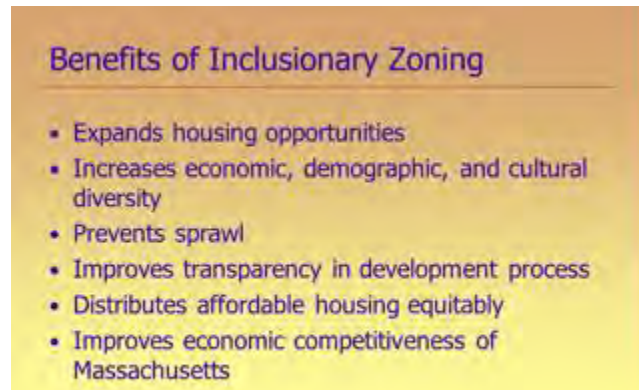 Benefits of Inclusionary Zoning
▪ Expands housing opportunities
▪ Increases economic, demographic, and cultural
diversity
• Prevents sprawl
• Improves transparency in development process
• Distributes affordable housing equitably
• Improves economic competitiveness of
Massachusetts